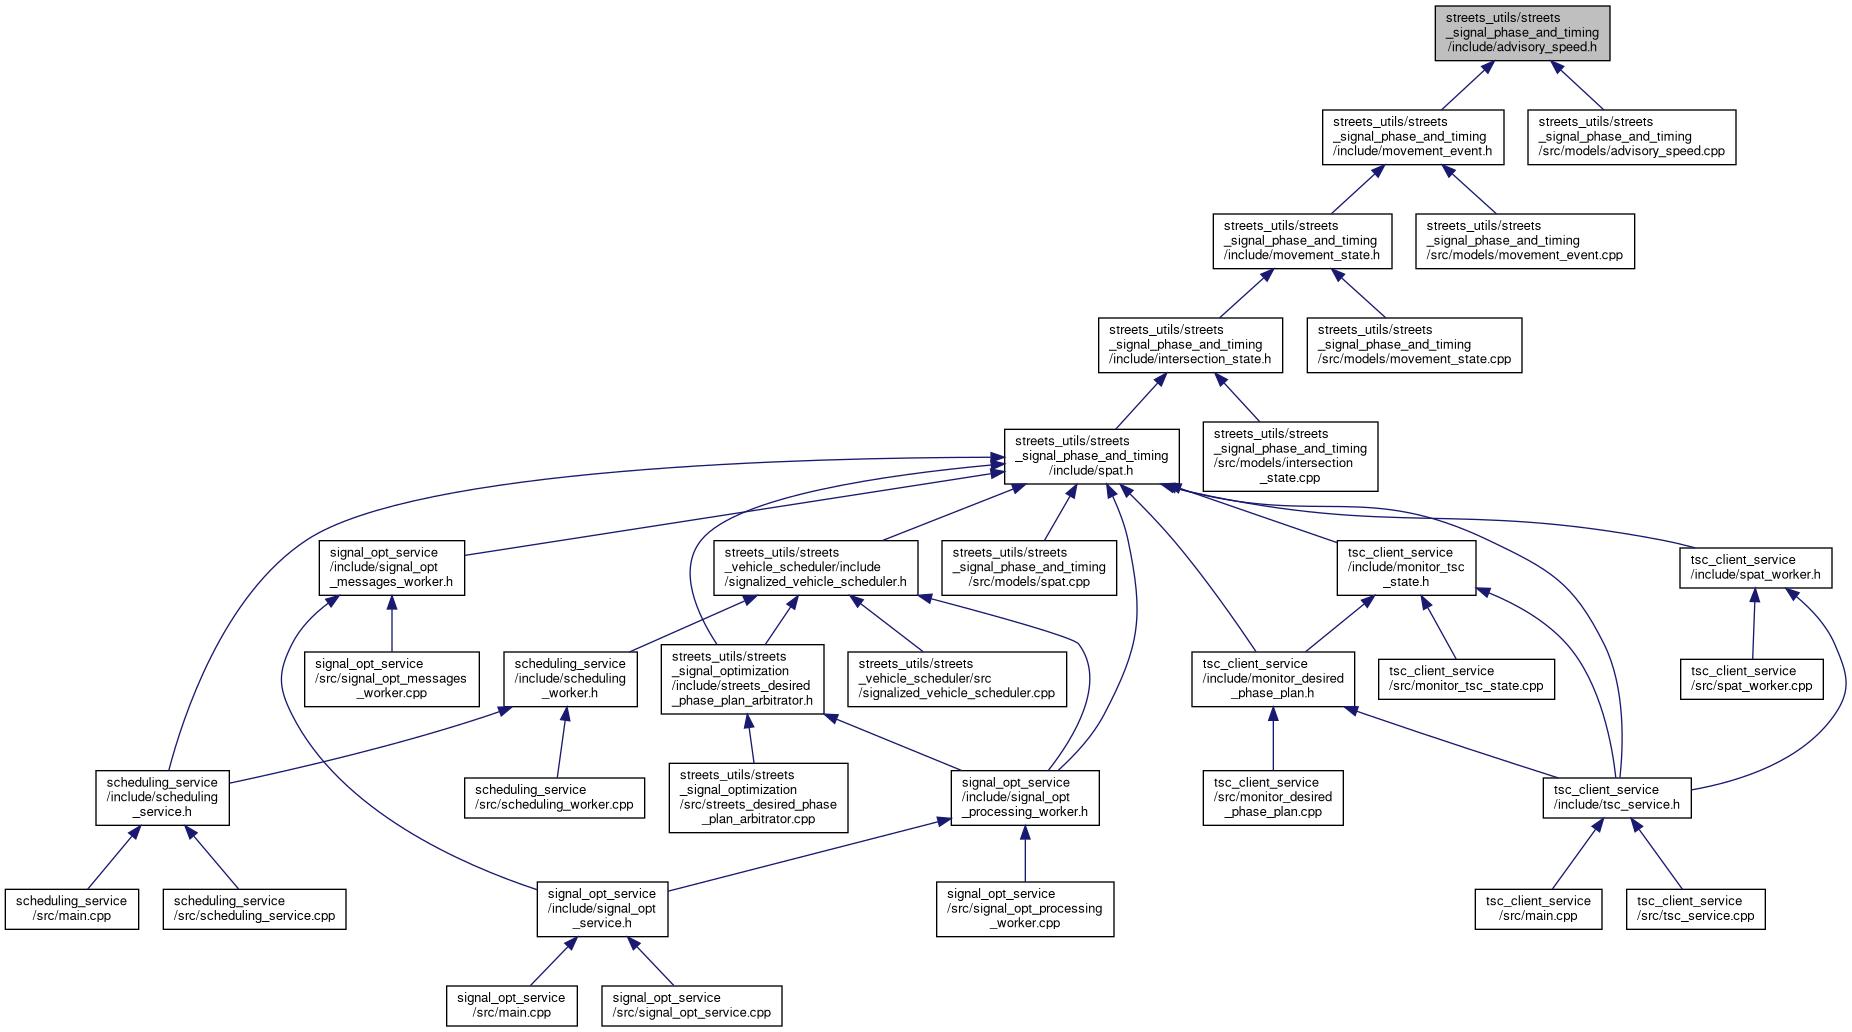 streets_utils/streets
_signal_phase_and_timing
/include/advisory_speed.h
streets_utils/streets
_signal_phase_and_timing
/include/movement_event.h
streets_utils/streets
_signal_phase_and_timing
/src/models/advisory_speed.cpp
streets_utils/streets
_signal_phase_and_timing
/include/movement_state.h
streets_utils/streets
_signal_phase_and_timing
/src/models/movement_event.cpp
streets_utils/streets
_signal_phase_and_timing
/include/intersection_state.h
streets_utils/streets
_signal_phase_and_timing
/src/models/movement_state.cpp
streets_utils/streets
_signal_phase_and_timing
/include/spat.h
streets_utils/streets
_signal_phase_and_timing
/src/models/intersection
_state.cpp
signal_opt_service
/include/signal_opt
_messages_worker.h
streets_utils/streets
_vehicle_scheduler/include
/signalized_vehicle_scheduler.h
streets_utils/streets
_signal_phase_and_timing
/src/models/spat.cpp
tsc_client_service
/include/monitor_tsc
_state.h
tsc_client_service
/include/spat_worker.h
signal_opt_service
/src/signal_opt_messages
_worker.cpp
scheduling_service
/include/scheduling
_worker.h
streets_utils/streets
_signal_optimization
/include/streets_desired
_phase_plan_arbitrator.h
streets_utils/streets
_vehicle_scheduler/src
/signalized_vehicle_scheduler.cpp
tsc_client_service
/include/monitor_desired
_phase_plan.h
tsc_client_service
/src/monitor_tsc_state.cpp
tsc_client_service
/src/spat_worker.cpp
scheduling_service
/include/scheduling
_service.h
scheduling_service
/src/scheduling_worker.cpp
streets_utils/streets
_signal_optimization
/src/streets_desired_phase
_plan_arbitrator.cpp
signal_opt_service
/include/signal_opt
_processing_worker.h
tsc_client_service
/src/monitor_desired
_phase_plan.cpp
tsc_client_service
/include/tsc_service.h
scheduling_service
/src/main.cpp
scheduling_service
/src/scheduling_service.cpp
signal_opt_service
/include/signal_opt
_service.h
signal_opt_service
/src/signal_opt_processing
_worker.cpp
tsc_client_service
/src/main.cpp
tsc_client_service
/src/tsc_service.cpp
signal_opt_service
/src/main.cpp
signal_opt_service
/src/signal_opt_service.cpp